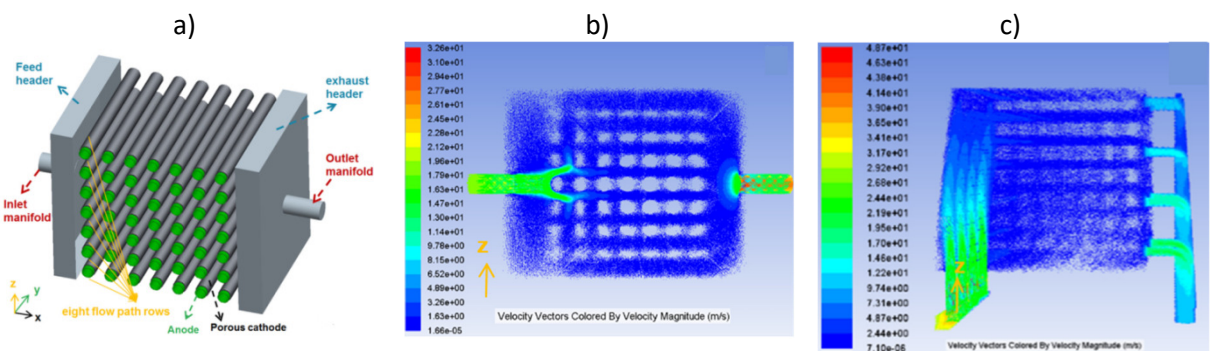 a)
Feed
header
exhaust
header
Outlet
manifold
Inlet
manifold
z
y
x
eight flow path rows
Anode
Porous cathode
b)
3.26e+01
3.10e+01
2.94e+01
2.77e+01
2.61e+01
2.45e+01
2.28e+01
2.12e+01
1.96e+01
1.79e+01
1.63e+01
1.47e+01
1.30e+01
1.14e+01
9.78e+00
8.15e+00
6.52e+00
4.89e+00
3.26e+00
1.63e+00
1.66e-05
z
Velocity Vectors Colored By Velocity Magnitude (m/s)
c)
4.87e+01
4.63e+01
4.38e+01
4.14e+01
3.90e+01
3.65e+01
3.41e+01
3.17e+01
2.92e+01
2.68e+01
2.44e+01
2.19e+01
1.95e+01
1.70e+01
1.46e+01
1.22e+01
9.74e+00
7.31e+00
4.87e+00
2.44e+00
7.10e-06
z
Velocity Vectors Colored By Velocity Magnitude (m/s)